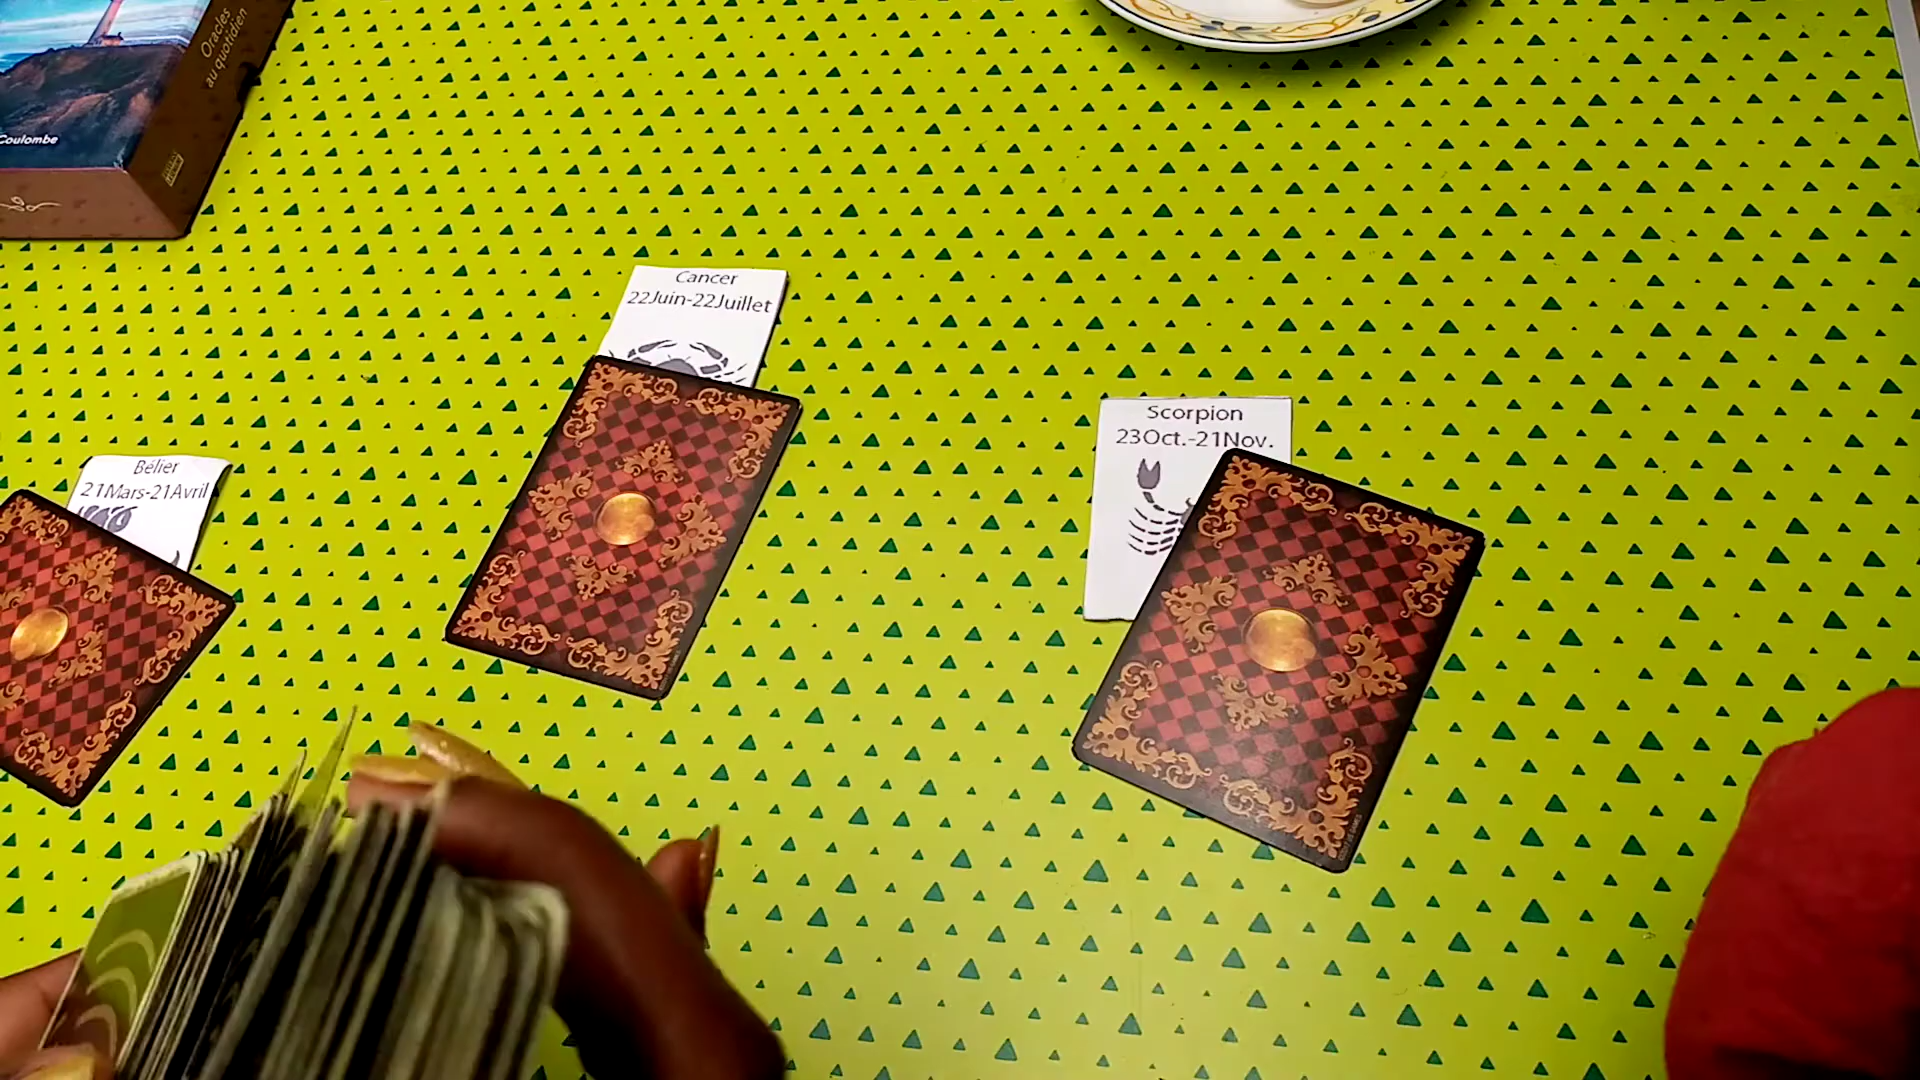 Oracles
au quotidien
Coulombe
Cancer
22Juin-22Juillet
Scorpion
23Oct.-21Nov.
Bélier
21Mars-21Avril